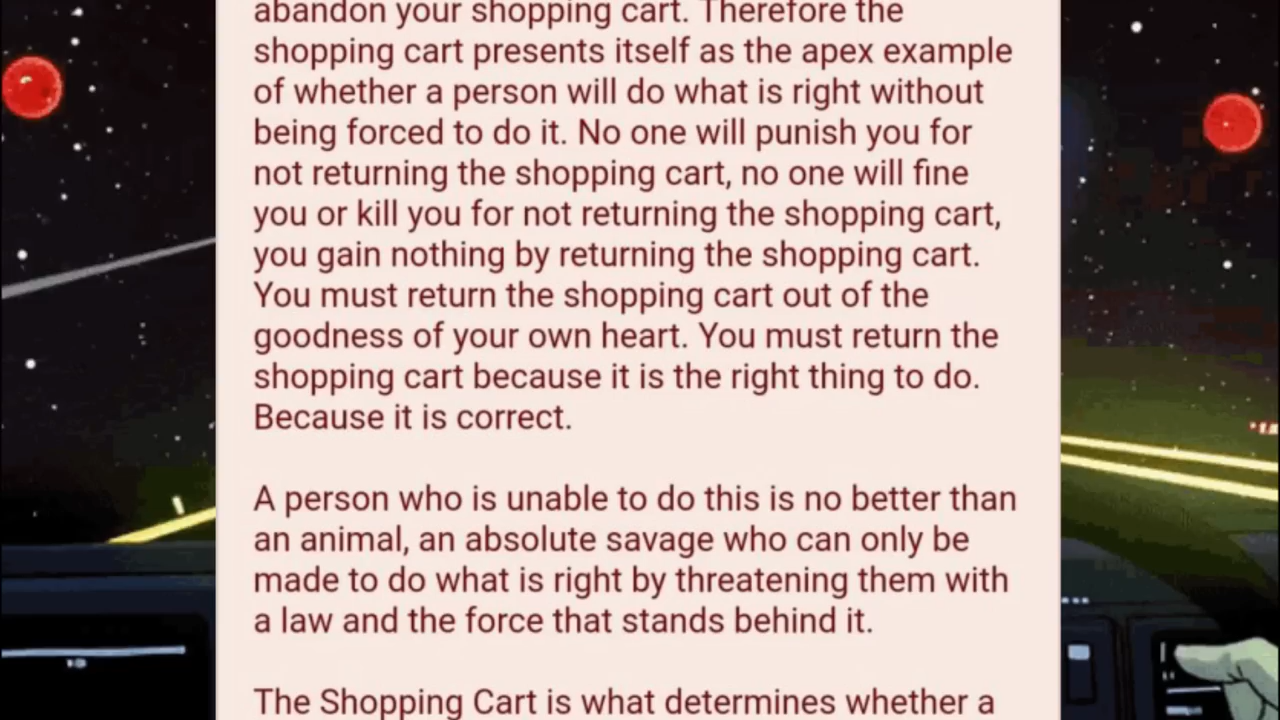 abandon your shopping cart. Therefore the
shopping cart presents itself as the apex example
of whether a person will do what is right without
being forced to do it. No one will punish you for
not returning the shopping cart, no one will fine
you or kill you for not returning the shopping cart,
you gain nothing by returning the shopping cart.
You must return the shopping cart out of the
goodness of your own heart. You must return the
shopping cart because it is the right thing to do.
Because it is correct.
A person who is unable to do this is no better than
an animal, an absolute savage who can only be
made to do what is right by threatening them with
a law and the force that stands behind it.
The Shopping Cart is what determines whether a